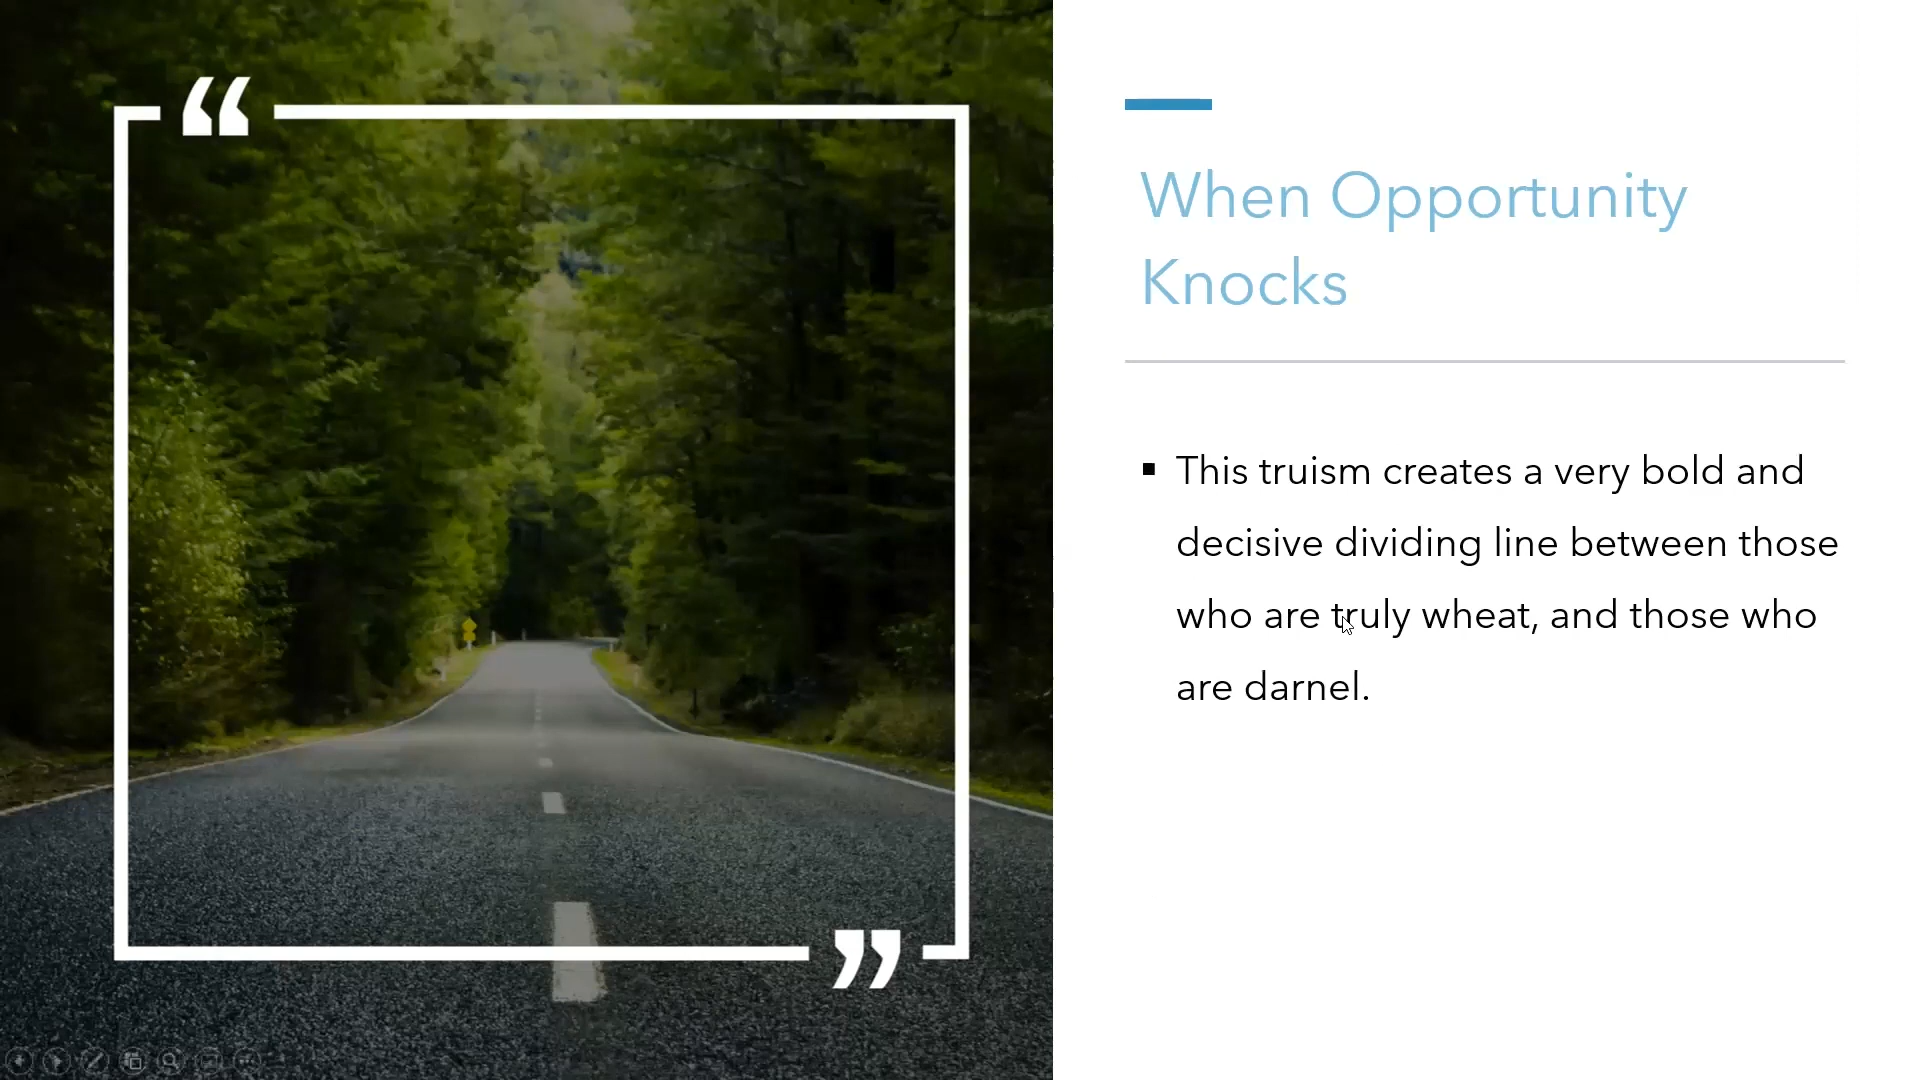 “
”
When Opportunity
Knocks
▪ This truism creates a very bold and
decisive dividing line between those
who are truly wheat, and those who
are darnel.